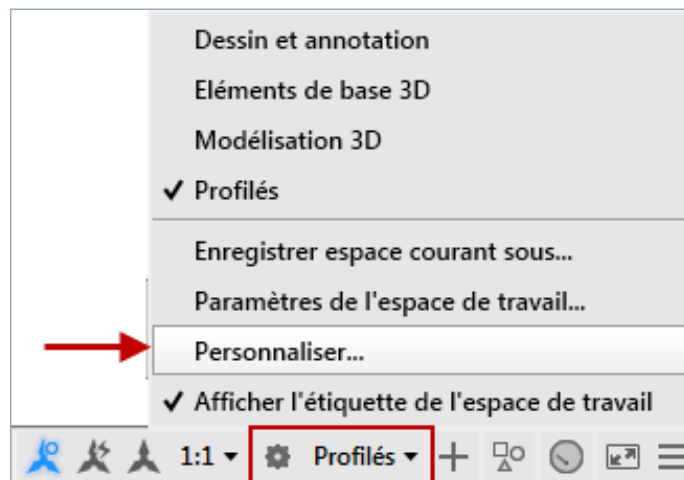 Dessin et annotation
Eléments de base 3D
Modélisation 3D
Profilés
Enregistrer espace courant sous...
Paramètres de l'espace de travail...
Personnaliser...
Afficher l'étiquette de l'espace de travail
1:1 Profilés